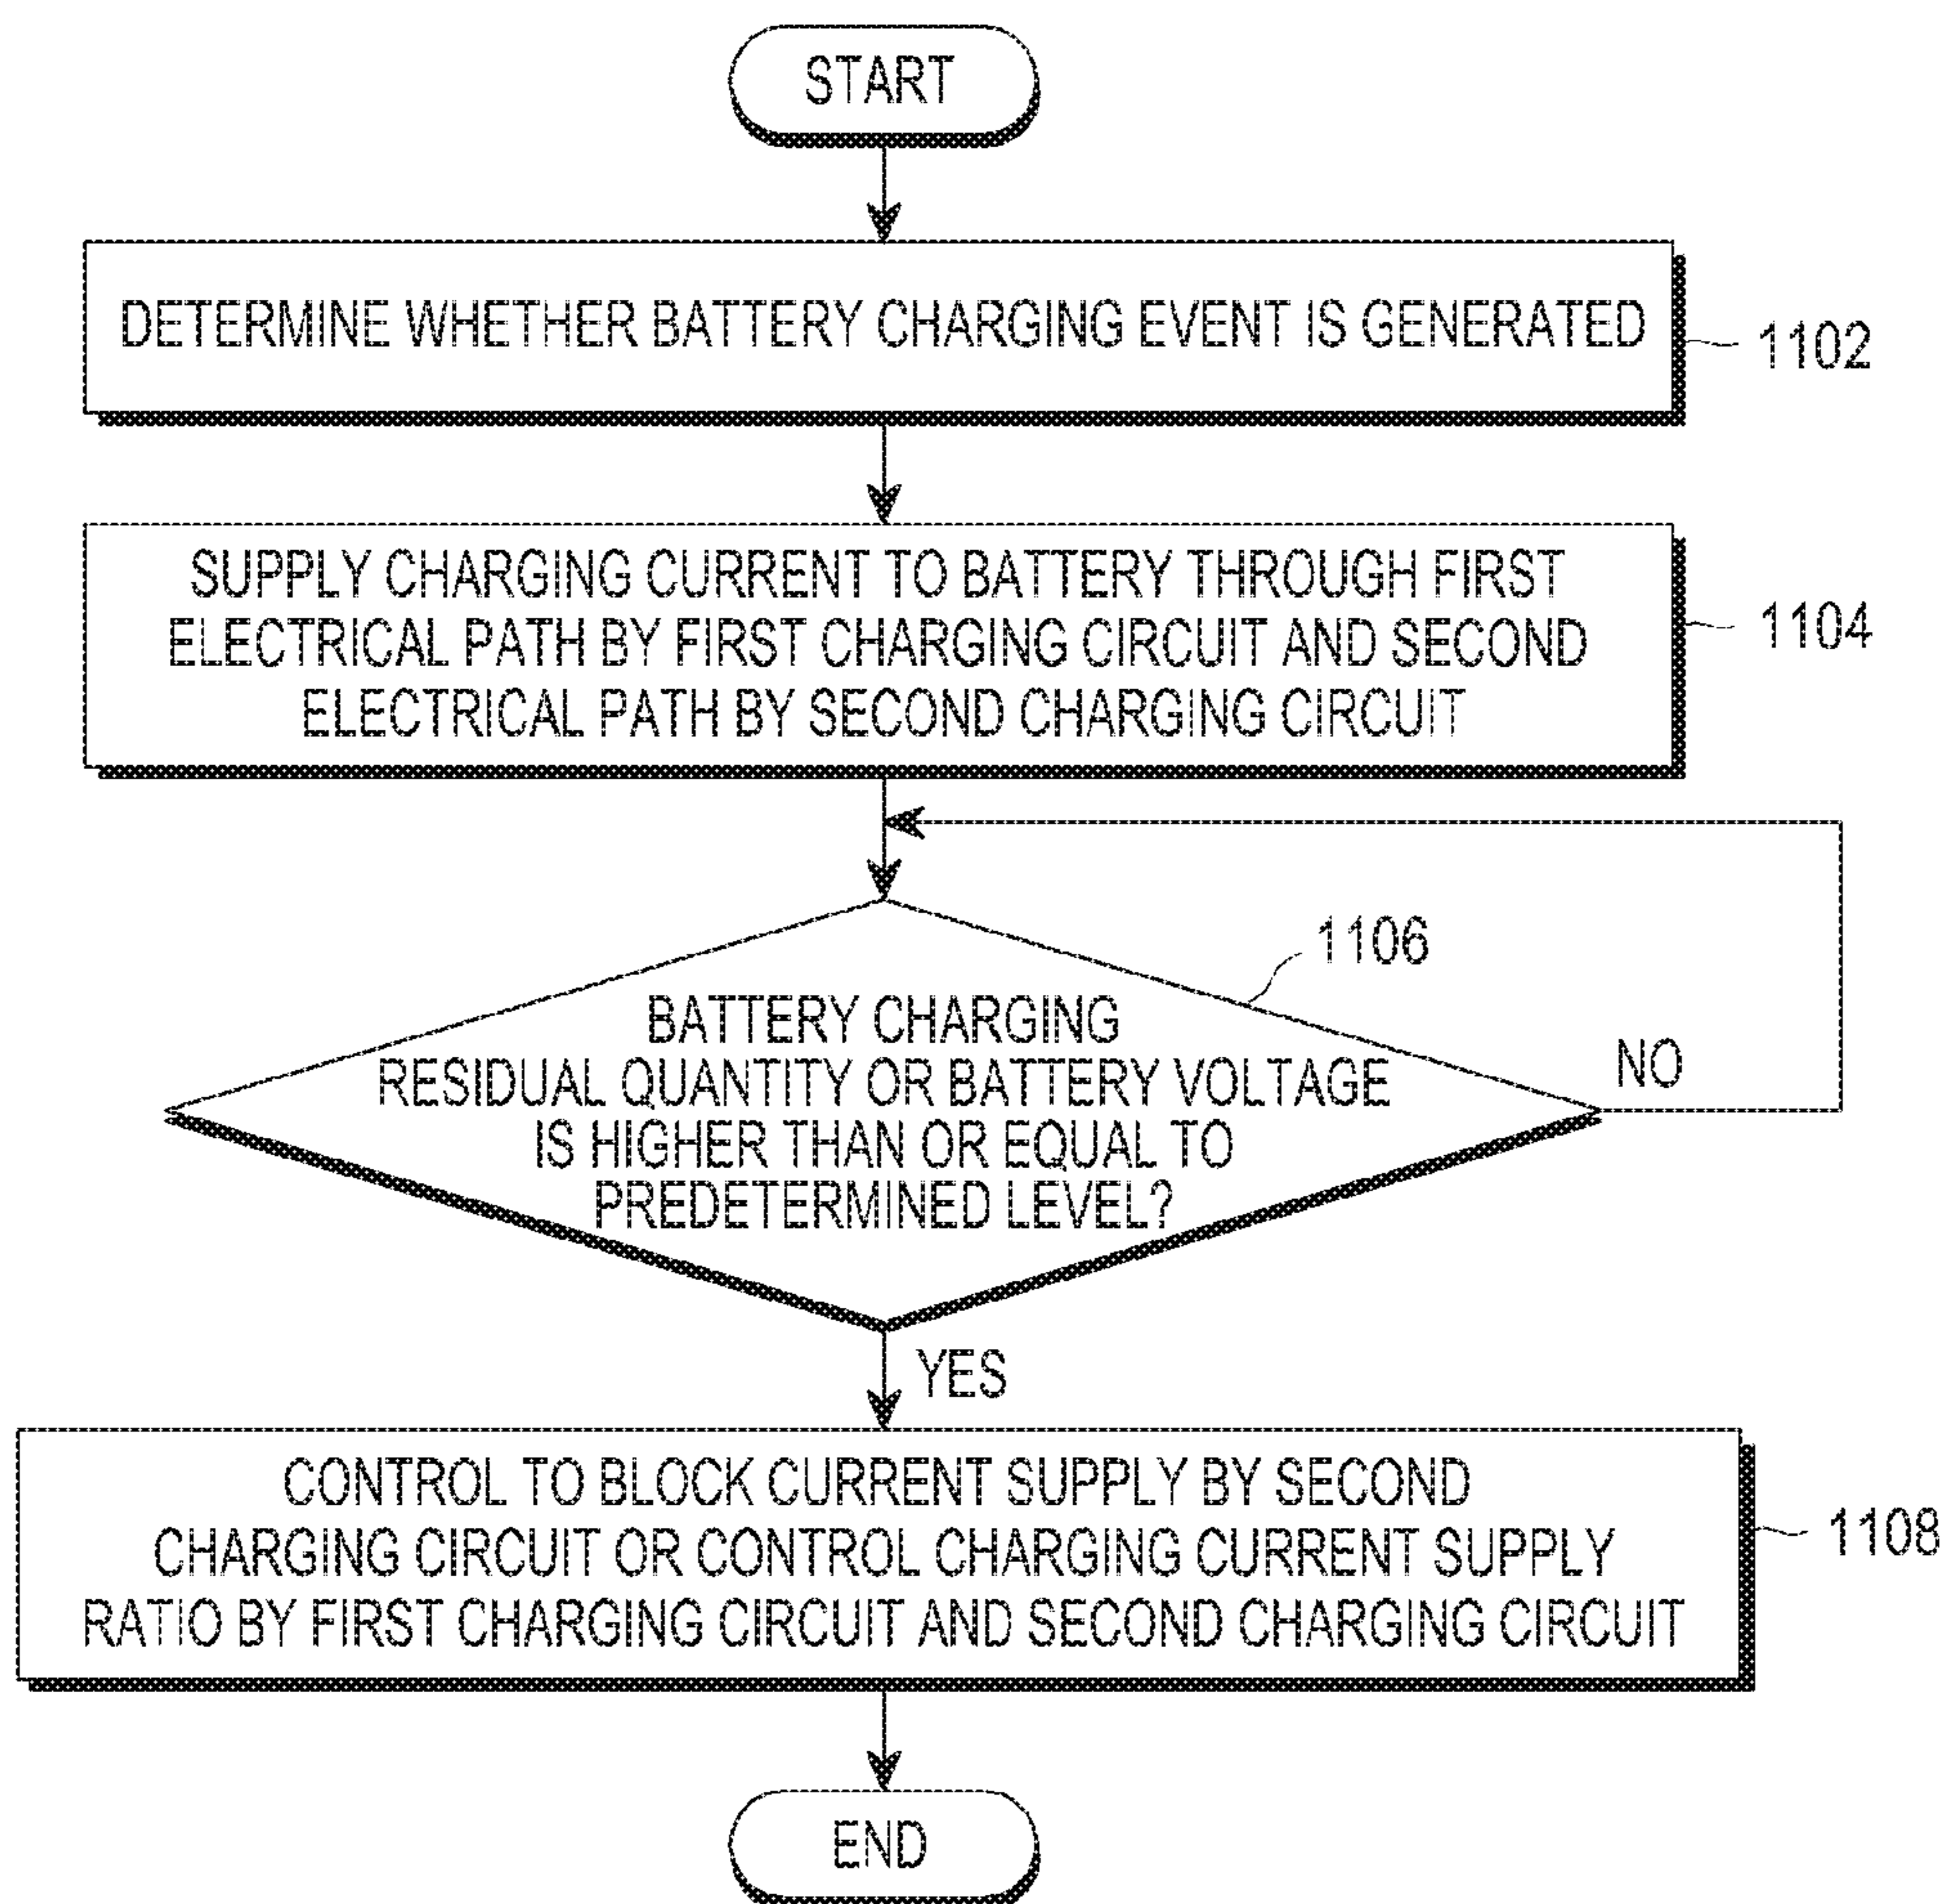 START
DETERMINE WHETHER BATTERY CHARGING EVENT IS GENERATED
1102
SUPPLY CHARGING CURRENT TO BATTERY THROUGH FIRST
ELECTRICAL PATH BY FIRST CHARGING CIRCUIT AND SECOND
ELECTRICAL PATH BY SECOND CHARGING CIRCUIT
1104
1106
BATTERY CHARGING
RESIDUAL QUANTITY OR BATTERY VOLTAGE
IS HIGHER THAN OR EQUAL TO
PREDETERMINED LEVEL?
NO
YES
CONTROL TO BLOCK CURRENT SUPPLY BY SECOND
CHARGING CIRCUIT OR CONTROL CHARGING CURRENT SUPPLY
RATIO BY FIRST CHARGING CIRCUIT AND SECOND CHARGING CIRCUIT
1108
END